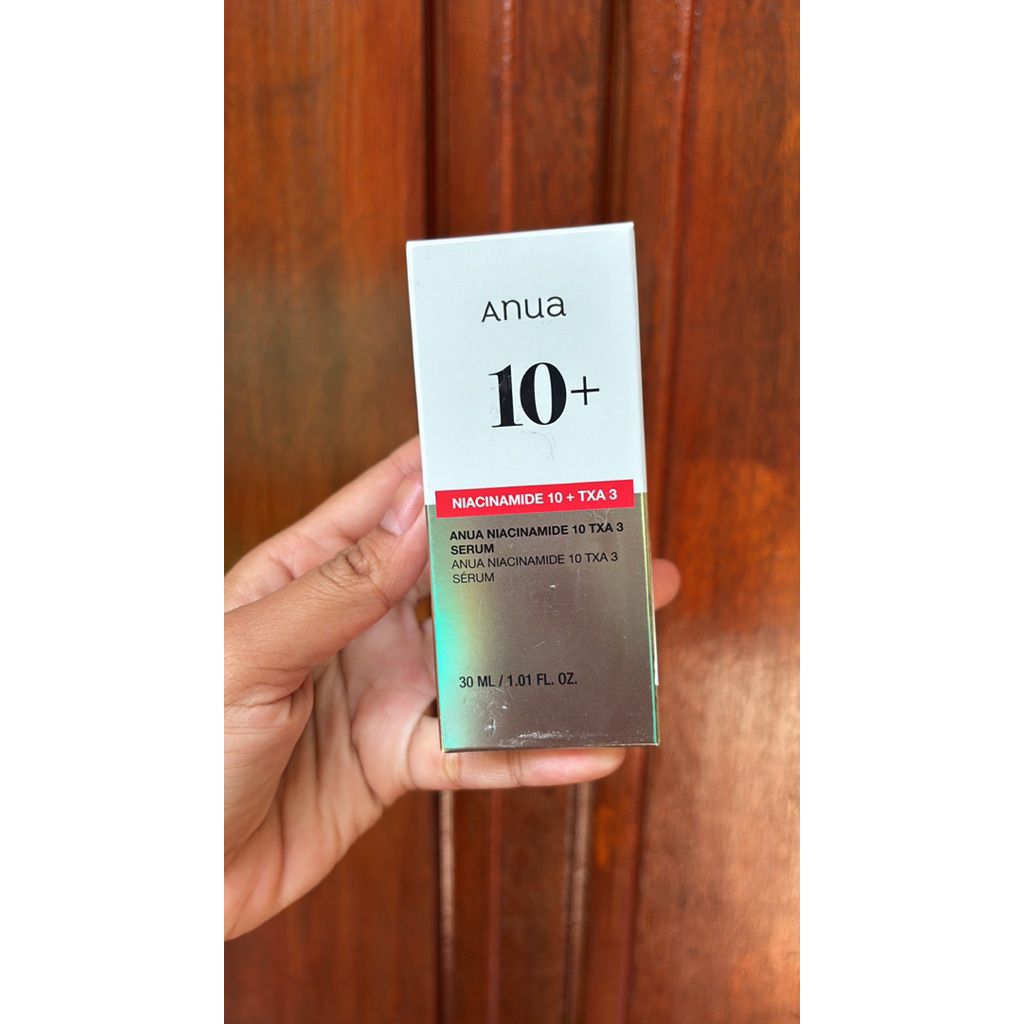 Anua
10+
NIACINAMIDE 10 + TXA 3
ANUA NIACINAMIDE 10 TXA 3
SERUM
ANUA NIACINAMIDE 10 TXA 3
SÉRUM
30 ML / 1.01 FL. OZ.